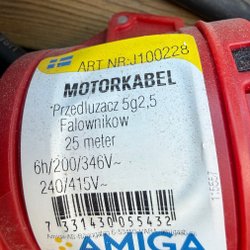 ART NR:J100228
MOTORKABEL
Przedluzacz 5g2,5
Falownikow
25 meter
6h/200/346V~
240/415V~
7 331430 055432
AMIGA